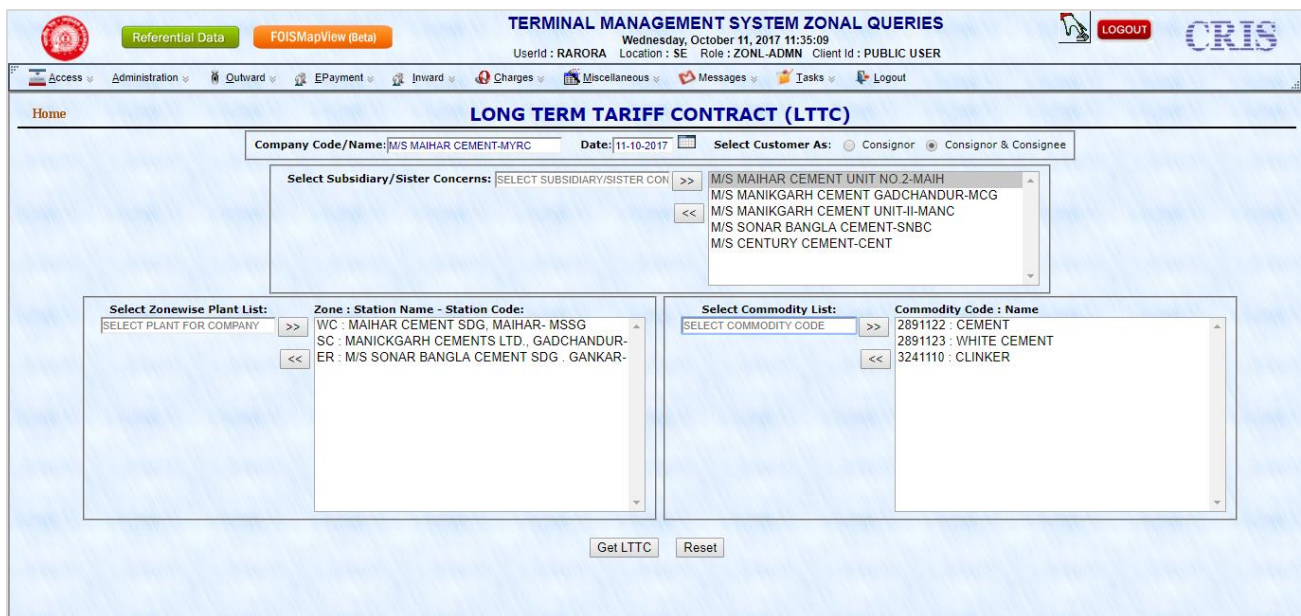 TERMINAL MANAGEMENT SYSTEM ZONAL QUERIES
Referential Data
FOISMapView (Beta)
Wednesday, October 11, 2017 11:35:09
LOGOUT
CRIS
UserId : RARORA Location : SE Role : ZONL-ADMN Client Id : PUBLIC USER
Access Administration Outward EPayment Inward Charges Miscellaneous Messages Tasks Logout
Home
LONG TERM TARIFF CONTRACT (LTTC)
Company Code/Name: M/S MAIHAR CEMENT-MYRC Date: 11-10-2017 Select Customer As: Consignor Consignor & Consignee
Select Subsidiary/Sister Concerns: SELECT SUBSIDIARY/SISTER CON >> M/S MAIHAR CEMENT UNIT NO.2-MAIH
M/S MANIKGARH CEMENT GADCHANDUR-MCG
<< M/S MANIKGARH CEMENT UNIT-II-MANC
M/S SONAR BANGLA CEMENT-SNBC
M/S CENTURY CEMENT-CENT
Select Zonewise Plant List: Zone : Station Name - Station Code:
SELECT PLANT FOR COMPANY >> WC : MAIHAR CEMENT SDG, MAIHAR- MSSG
SC : MANICKGARH CEMENTS LTD., GADCHANDUR-
<< ER : M/S SONAR BANGLA CEMENT SDG . GANKAR-
Select Commodity List: Commodity Code : Name
SELECT COMMODITY CODE >> 2891122 : CEMENT
2891123 : WHITE CEMENT
<< 3241110 : CLINKER
Get LTTC Reset